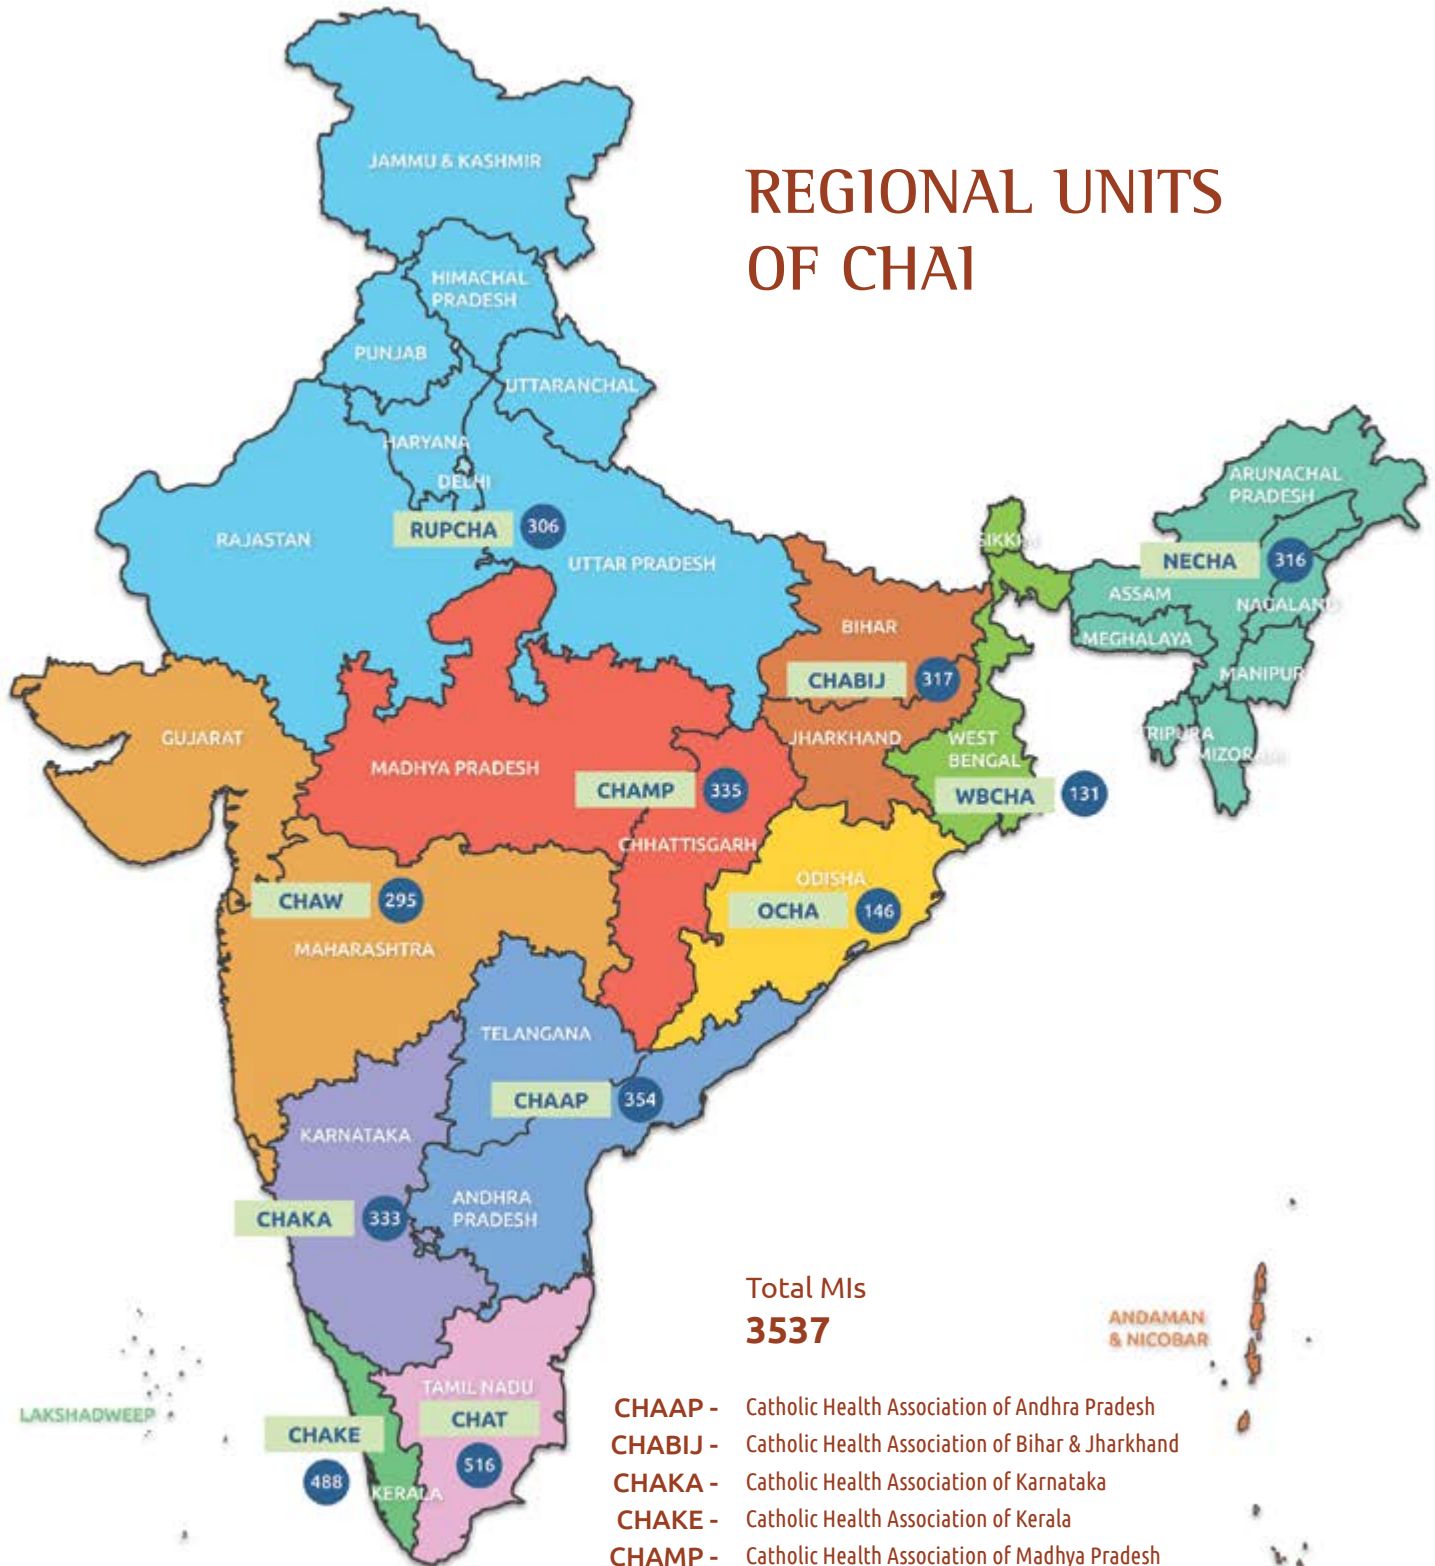 JAMMU & KASHMIR
REGIONAL UNITS
OF CHAI
HIMACHAL
PRADESH
PUNJAB
UTTARANCHAL
HARYANA
DELHI
RAJASTAN
RUPCHA 306
UTTAR PRADESH
ARUNACHAL
PRADESH
SIKKIM
NECHA 316
ASSAM
NAGALAND
MEGHALAYA
MANIPUR
BIHAR
CHABIJ 317
TRIPURA
MIZORAM
GUJARAT
JHARKHAND
WEST
BENGAL
MADHYA PRADESH
CHAMP 335
WBCHA 131
CHHATTISGARH
ODISHA
CHAW 295
OCHA 146
MAHARASHTRA
TELANGANA
CHAAP 354
KARNATAKA
ANDHRA
PRADESH
CHAKA 333
Total MIs
3537
ANDAMAN
& NICOBAR
LAKSHADWEEP
TAMIL NADU
CHAT
516
CHAKE
488
KERALA
CHAAP - Catholic Health Association of Andhra Pradesh
CHABIJ - Catholic Health Association of Bihar & Jharkhand
CHAKA - Catholic Health Association of Karnataka
CHAKE - Catholic Health Association of Kerala
CHAMP - Catholic Health Association of Madhya Pradesh